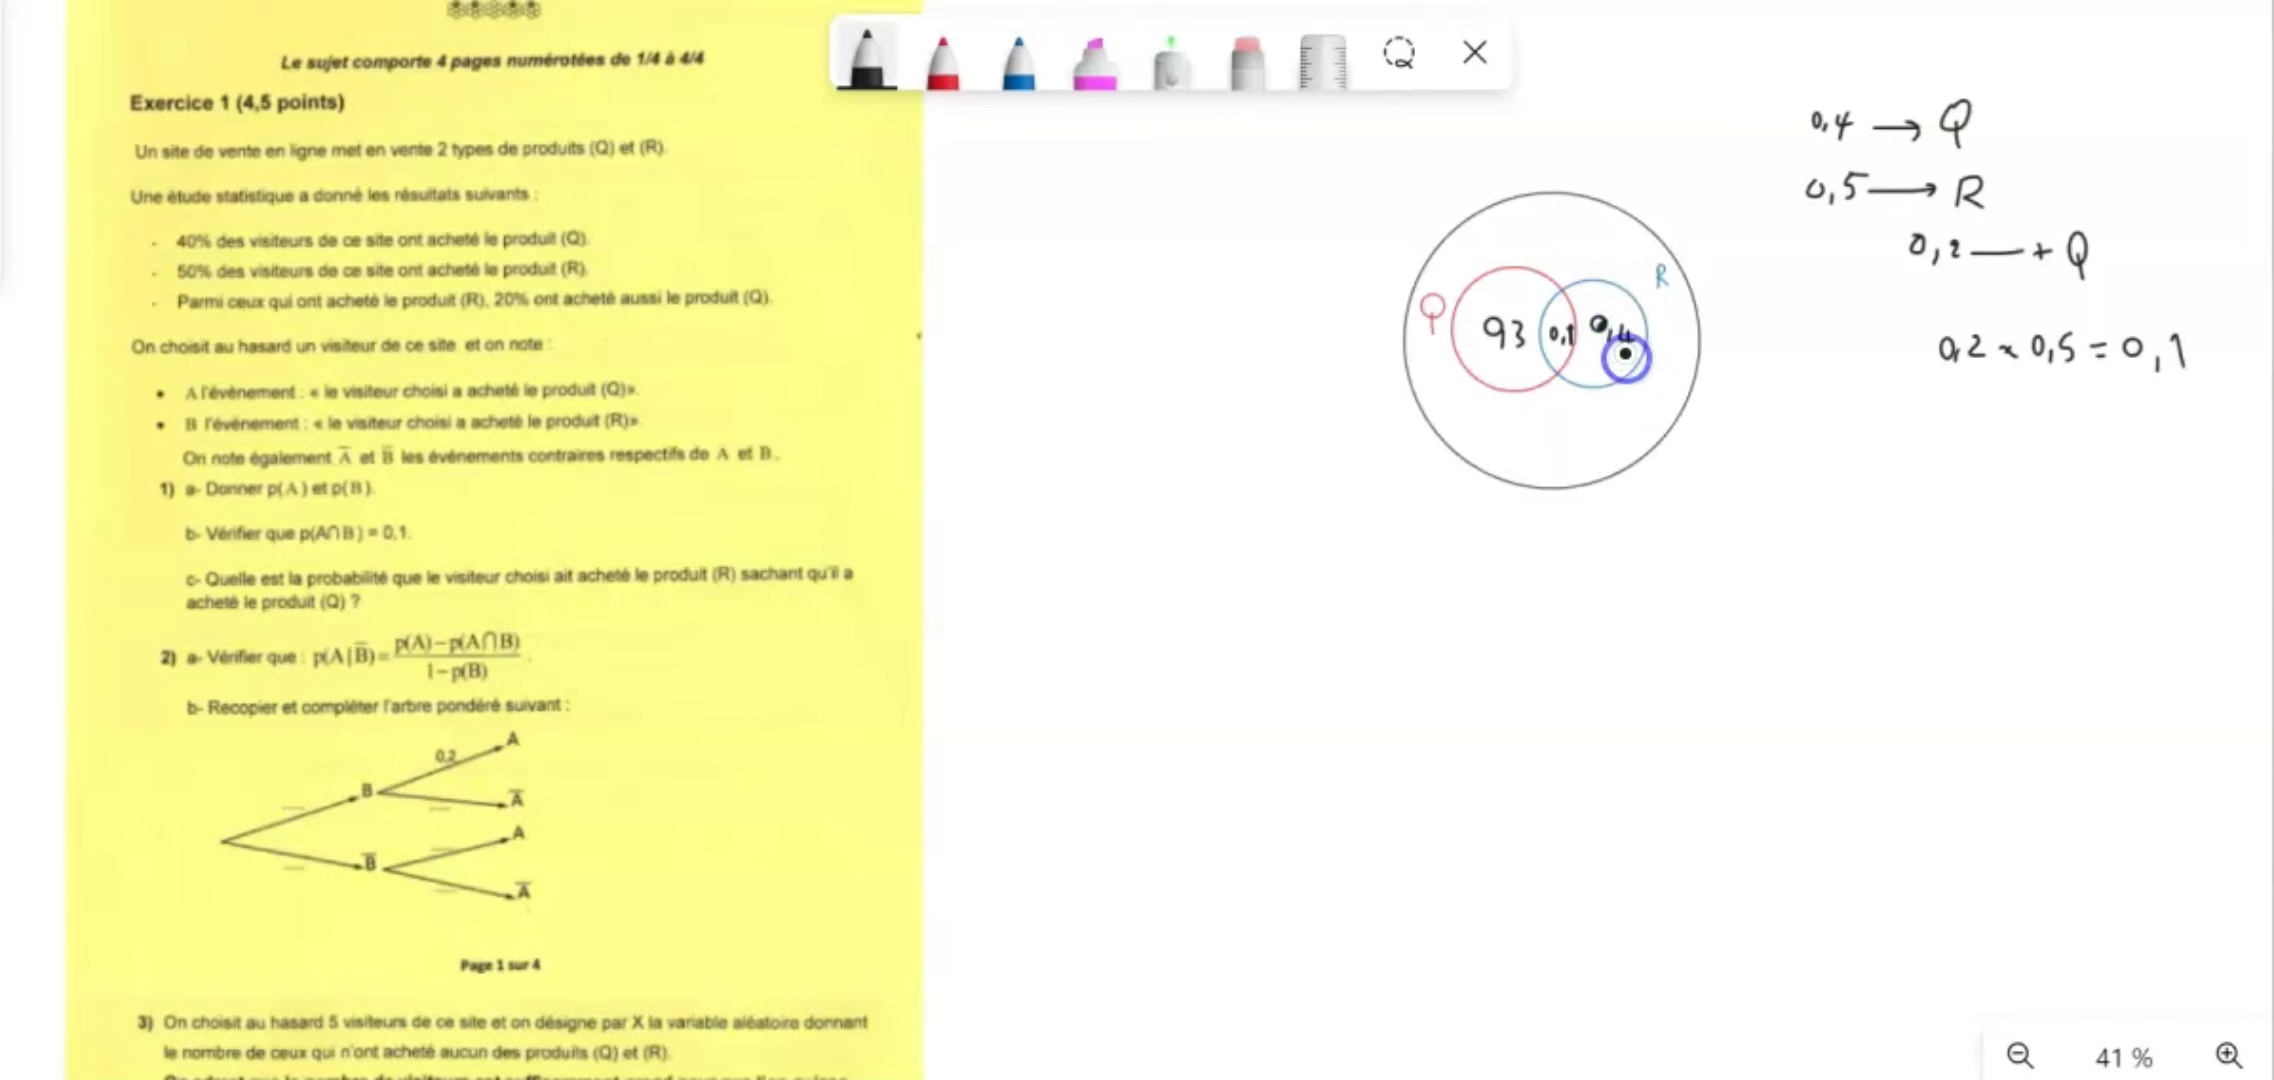 Le sujet comporte 4 pages numérotées de 1/4 à 4/4
Exercice 1 (4,5 points)
Un site de vente en ligne met en vente 2 types de produits (Q) et (R).
Une étude statistique a donné les résultats suivants :
- 40% des visiteurs de ce site ont acheté le produit (Q).
- 50% des visiteurs de ce site ont acheté le produit (R).
- Parmi ceux qui ont acheté le produit (R), 20% ont acheté aussi le produit (Q).
On choisit au hasard un visiteur de ce site et on note :
• A l'événement : « le visiteur choisi a acheté le produit (Q)».
• B l'événement : « le visiteur choisi a acheté le produit (R)»
On note également A̅ et B̅ les événements contraires respectifs de A et B.
1) a- Donner p(A) et p(B).
b- Vérifier que p(A∩B) = 0,1.
c- Quelle est la probabilité que le visiteur choisi ait acheté le produit (R) sachant qu'il a
acheté le produit (Q) ?
2) a- Vérifier que : p(A|B̅) = p(A)-p(A∩B) / 1-p(B)
b- Recopier et compléter l'arbre pondéré suivant :
A
0,2
B
A̅
A
B̅
A̅
Page 1 sur 4
3) On choisit au hasard 5 visiteurs de ce site et on désigne par X la variable aléatoire donnant
le nombre de ceux qui n'ont acheté aucun des produits (Q) et (R).
0,4 → Q
0,5 → R
0,2 → Q
0,2 × 0,5 = 0,1
Q
R
0,3
0,1
0,4
41 %